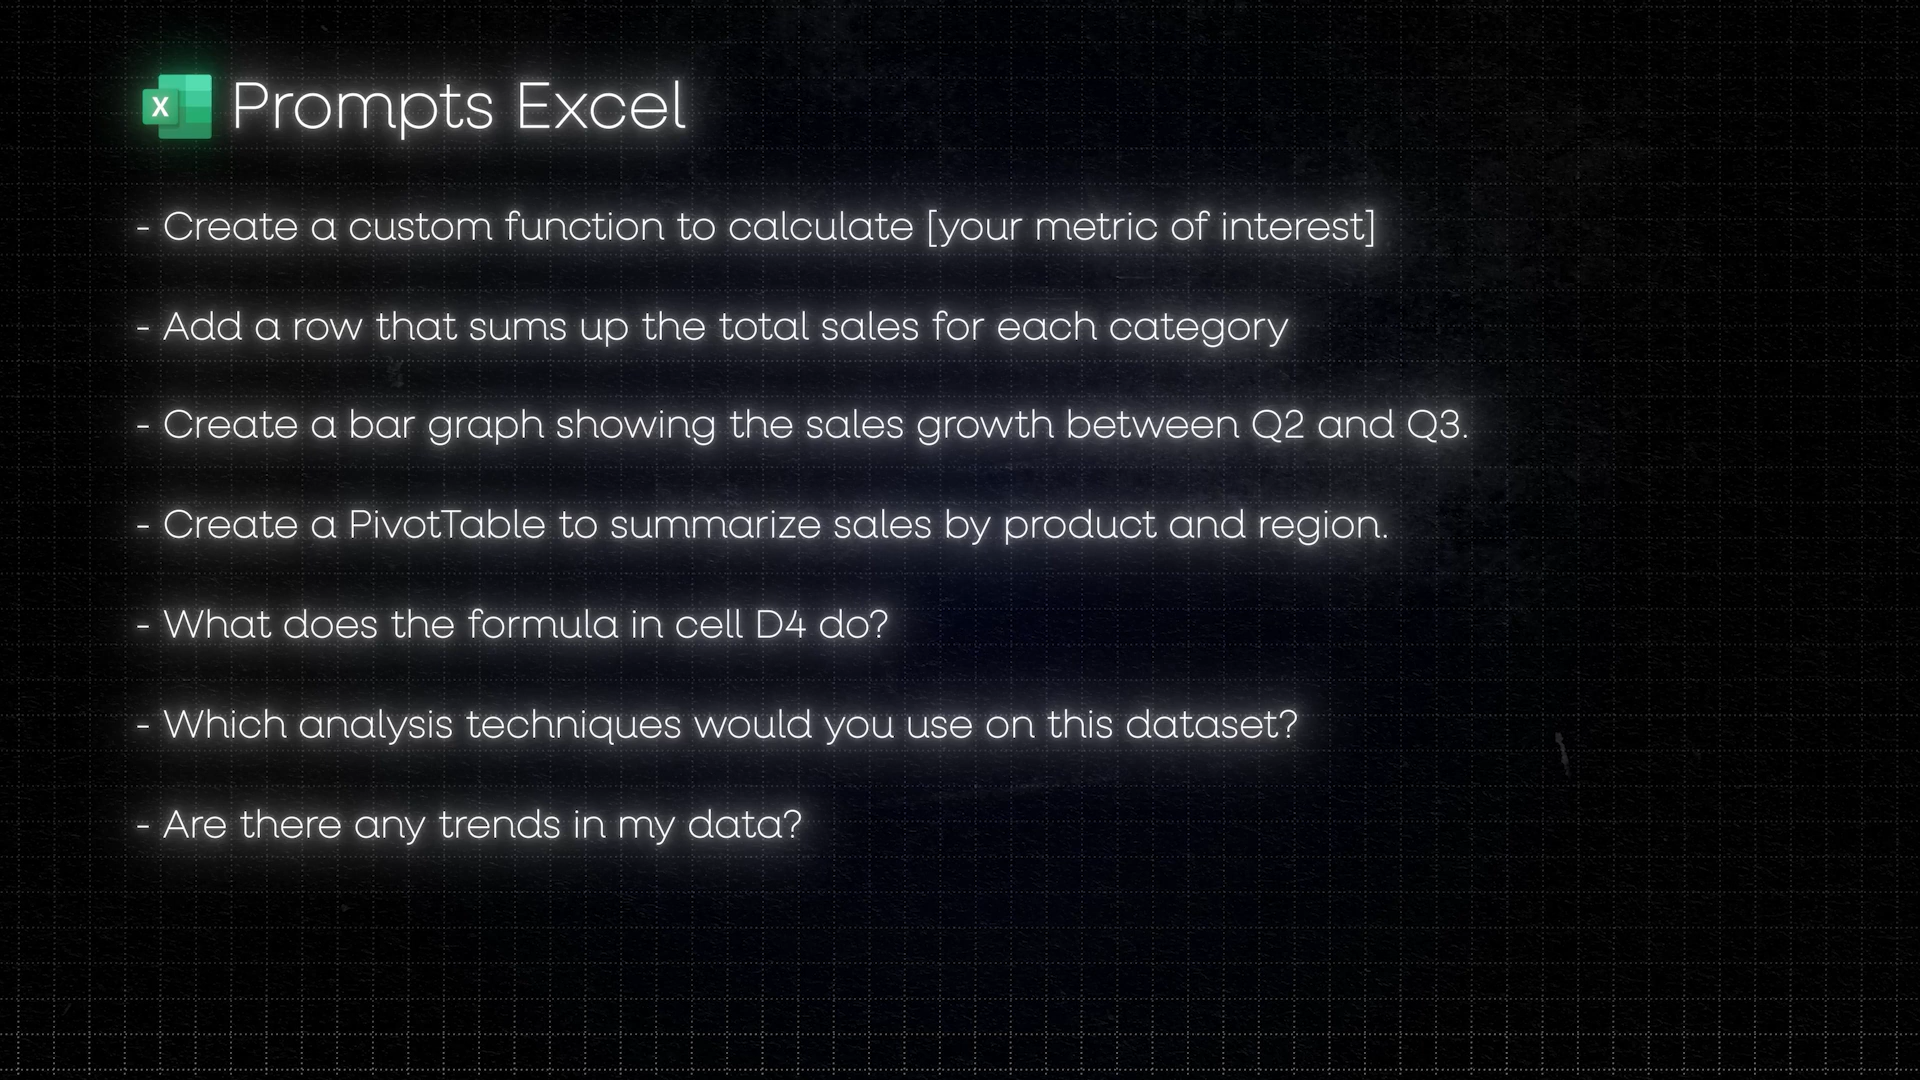 X Prompts Excel
- Create a custom function to calculate [your metric of interest]
- Add a row that sums up the total sales for each category
- Create a bar graph showing the sales growth between Q2 and Q3.
- Create a PivotTable to summarize sales by product and region.
- What does the formula in cell D4 do?
- Which analysis techniques would you use on this dataset?
- Are there any trends in my data?